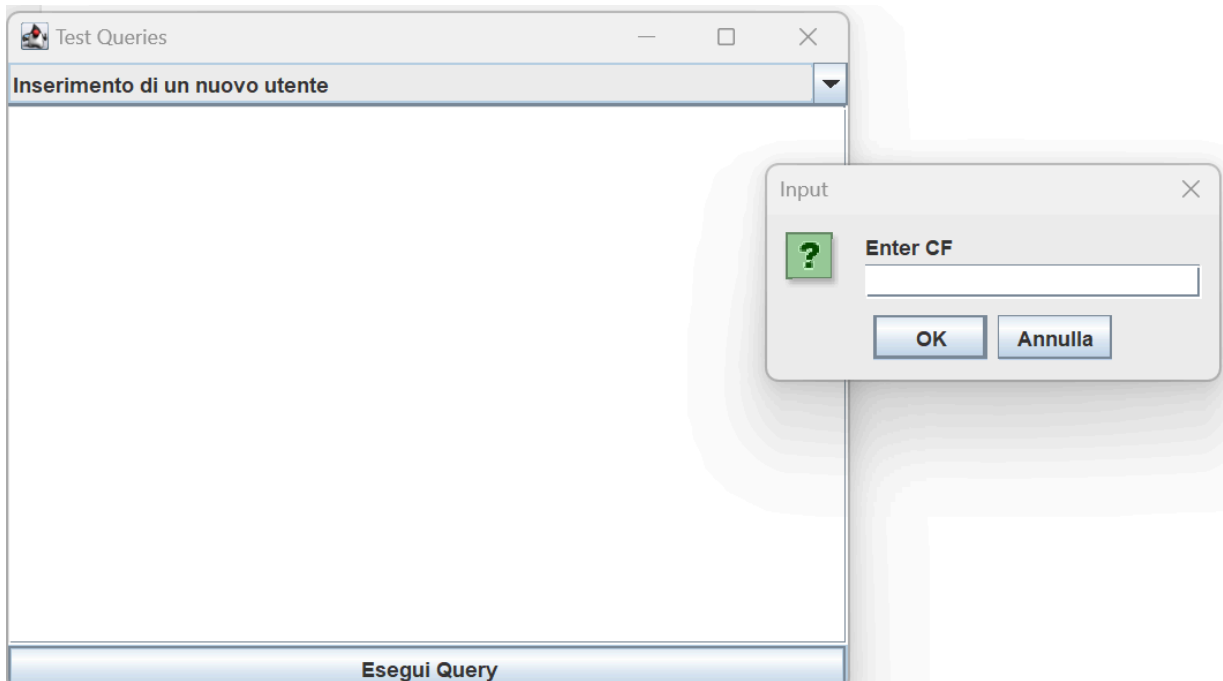 Test Queries
Inserimento di un nuovo utente
Input
?
Enter CF
OK
Annulla
Esegui Query